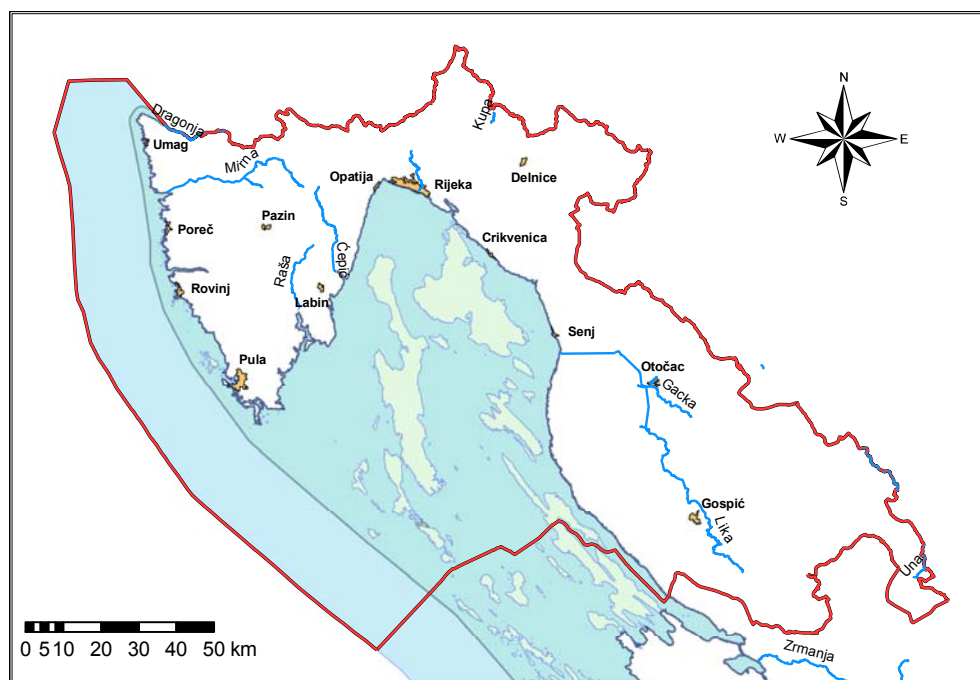 N
W E
S
Dragonja
Umag
Mirna
Kupa
Opatija
Rijeka
Delnice
Poreč
Pazin
Crikvenica
Raša
Čepić
Rovinj
Labin
Senj
Pula
Otočac
Gacka
Gospić
Lika
Una
Zrmanja
0 5 10 20 30 40 50 km